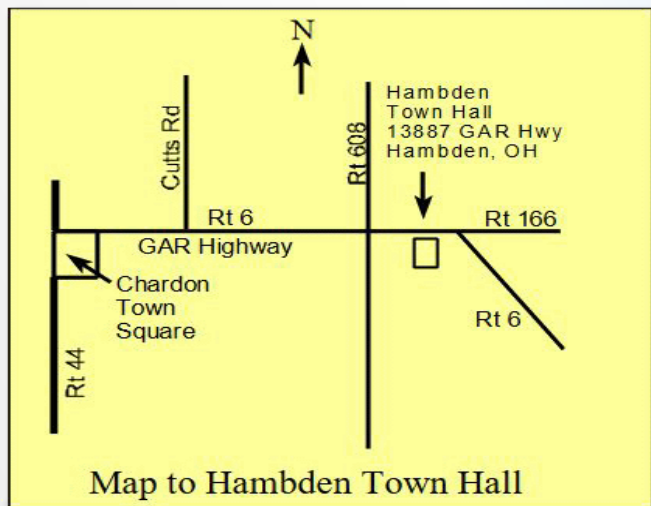 N
Hambden
Town Hall
13887 GAR Hwy
Hambden, OH
Cutts Rd
Rt 608
Rt 6
Rt 166
GAR Highway
Chardon
Town
Square
Rt 6
Rt 44
Map to Hambden Town Hall